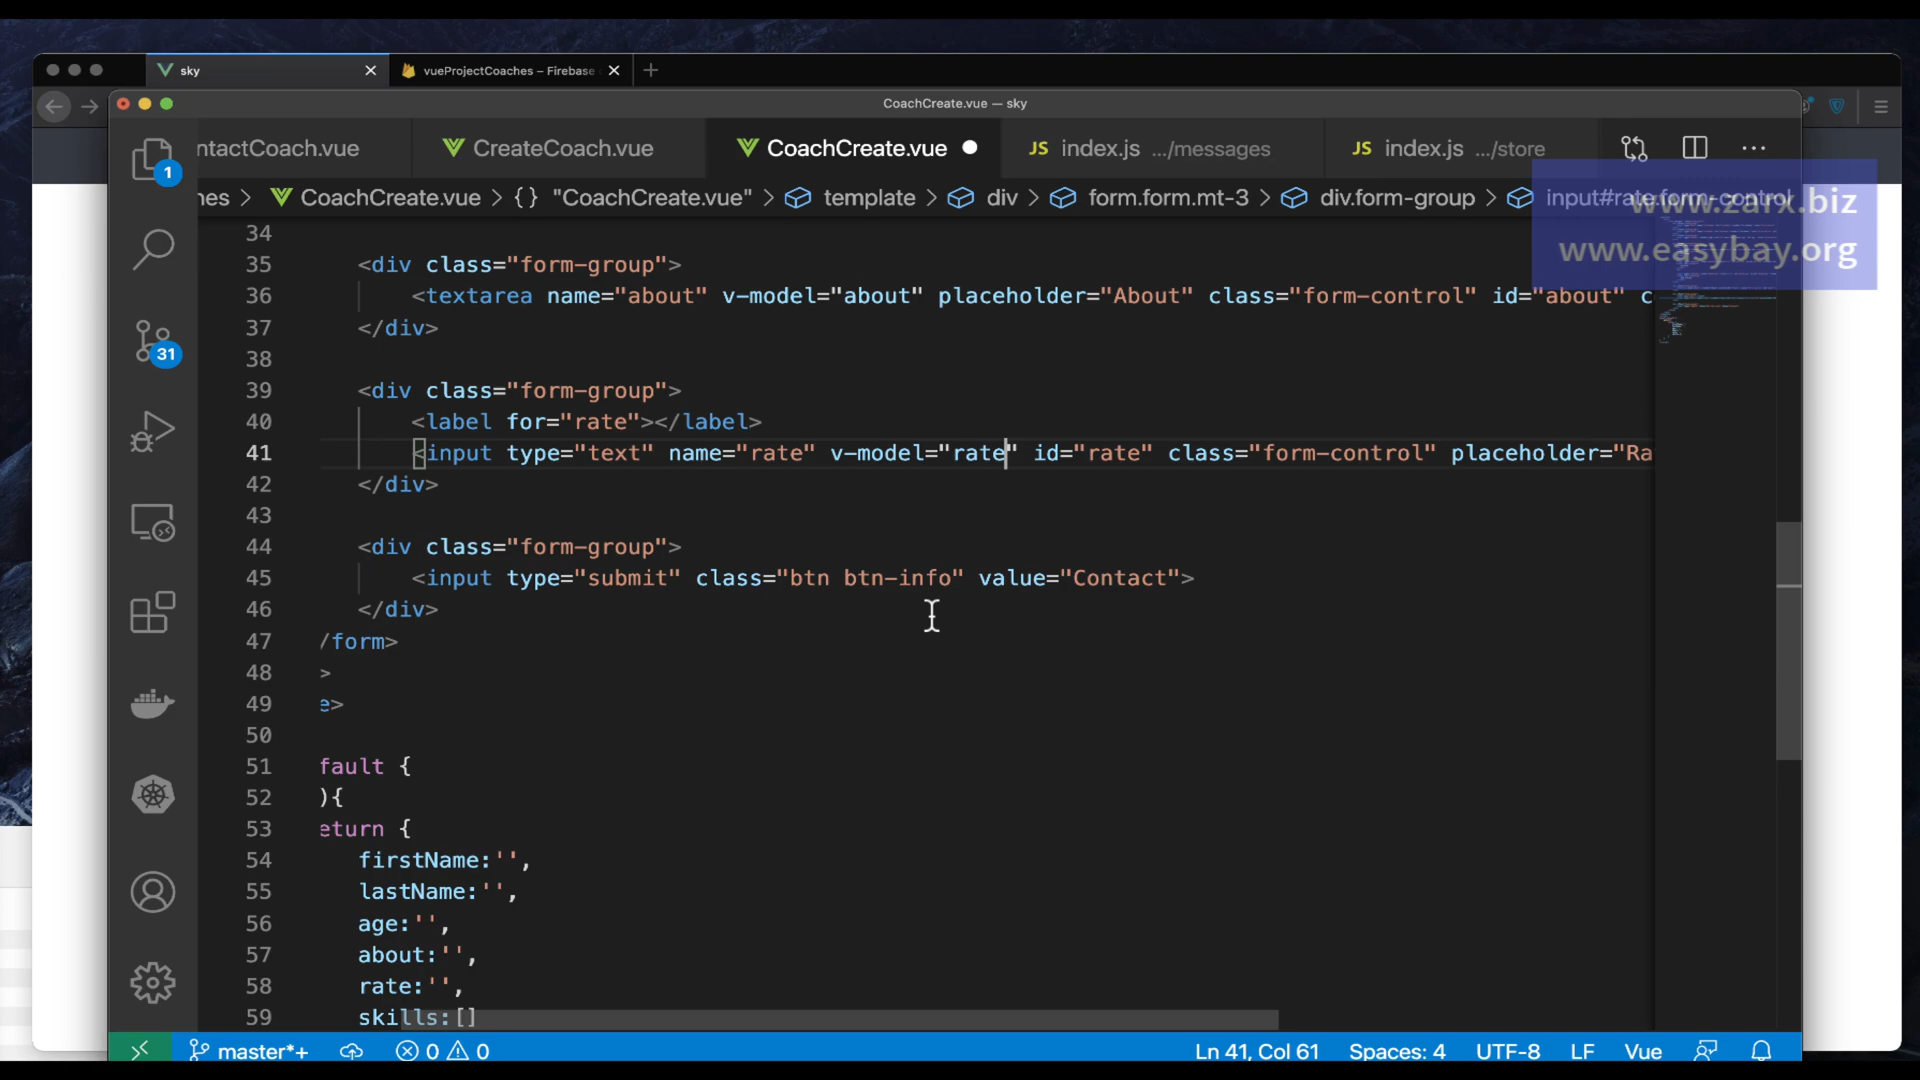 sky
vueProjectCoaches – Firebase
CoachCreate.vue — sky
ntactCoach.vue
CreateCoach.vue
CoachCreate.vue
JS index.js .../messages
JS index.js .../store
1
nes > CoachCreate.vue > {} "CoachCreate.vue" > template > div > form.form.mt-3 > div.form-group > input#rate.form-control
www.zarx.biz
www.easybay.org
34
35 <div class="form-group">
36 <textarea name="about" v-model="about" placeholder="About" class="form-control" id="about" c
37 </div>
38
39 <div class="form-group">
40 <label for="rate"></label>
41 <input type="text" name="rate" v-model="rate" id="rate" class="form-control" placeholder="Ra
42 </div>
43
44 <div class="form-group">
45 <input type="submit" class="btn btn-info" value="Contact">
46 </div>
47 /form>
48 >
49 e>
50
51 fault {
52 ){
53 eturn {
54 firstName:'',
55 lastName:'',
56 age:'',
57 about:'',
58 rate:'',
59 skills:[]
31
master*+ 0 0 Ln 41, Col 61 Spaces: 4 UTF-8 LF Vue